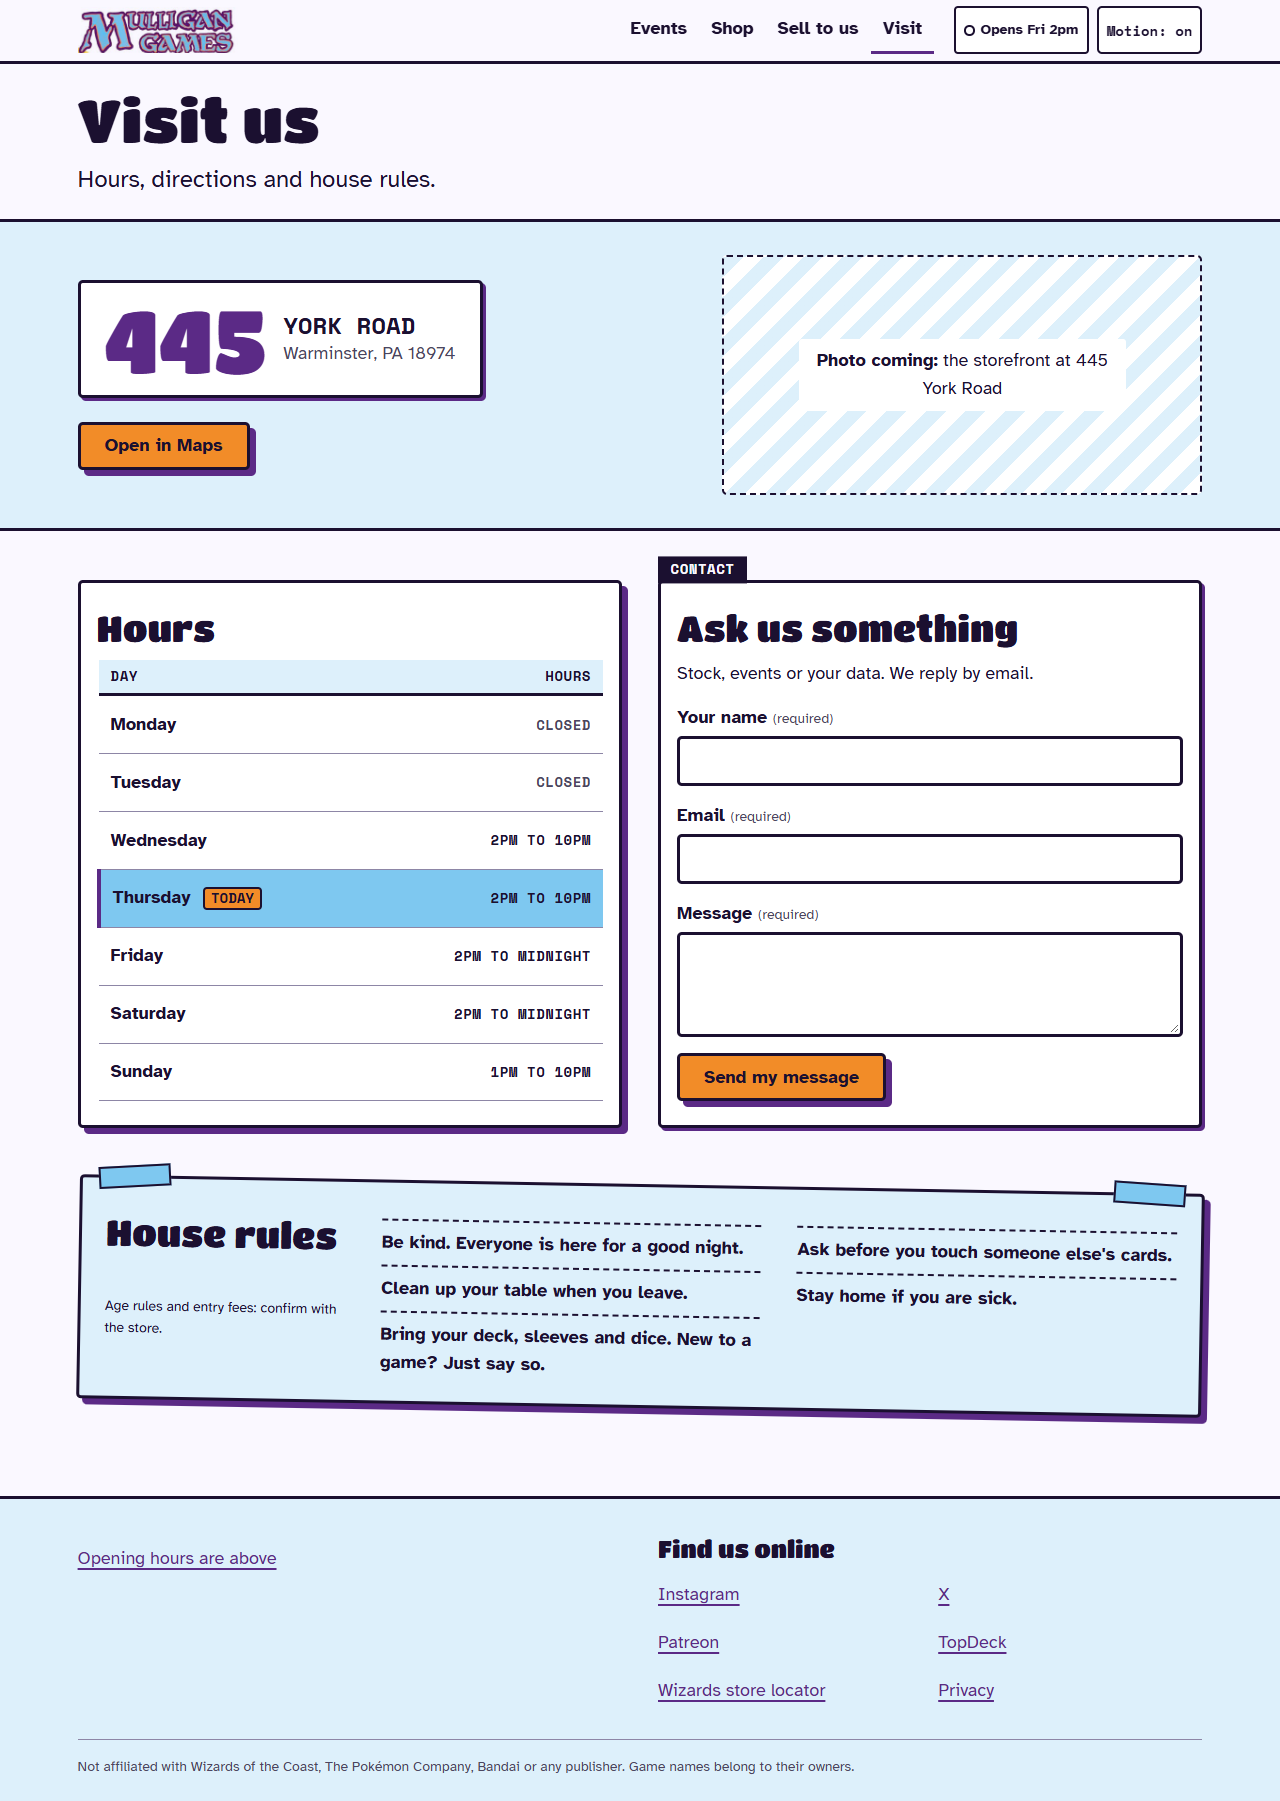 MULLIGAN GAMES
Events
Shop
Sell to us
Visit
Opens Fri 2pm
Motion: on
Visit us
Hours, directions and house rules.
445
YORK ROAD
Warminster, PA 18974
Open in Maps
Photo coming: the storefront at 445
York Road
Hours
DAY HOURS
Monday CLOSED
Tuesday CLOSED
Wednesday 2PM TO 10PM
Thursday TODAY 2PM TO 10PM
Friday 2PM TO MIDNIGHT
Saturday 2PM TO MIDNIGHT
Sunday 1PM TO 10PM
CONTACT
Ask us something
Stock, events or your data. We reply by email.
Your name (required)
Email (required)
Message (required)
Send my message
House rules
Age rules and entry fees: confirm with
the store.
Be kind. Everyone is here for a good night.
Clean up your table when you leave.
Bring your deck, sleeves and dice. New to a
game? Just say so.
Ask before you touch someone else's cards.
Stay home if you are sick.
Opening hours are above
Find us online
Instagram
X
Patreon
TopDeck
Wizards store locator
Privacy
Not affiliated with Wizards of the Coast, The Pokémon Company, Bandai or any publisher. Game names belong to their owners.